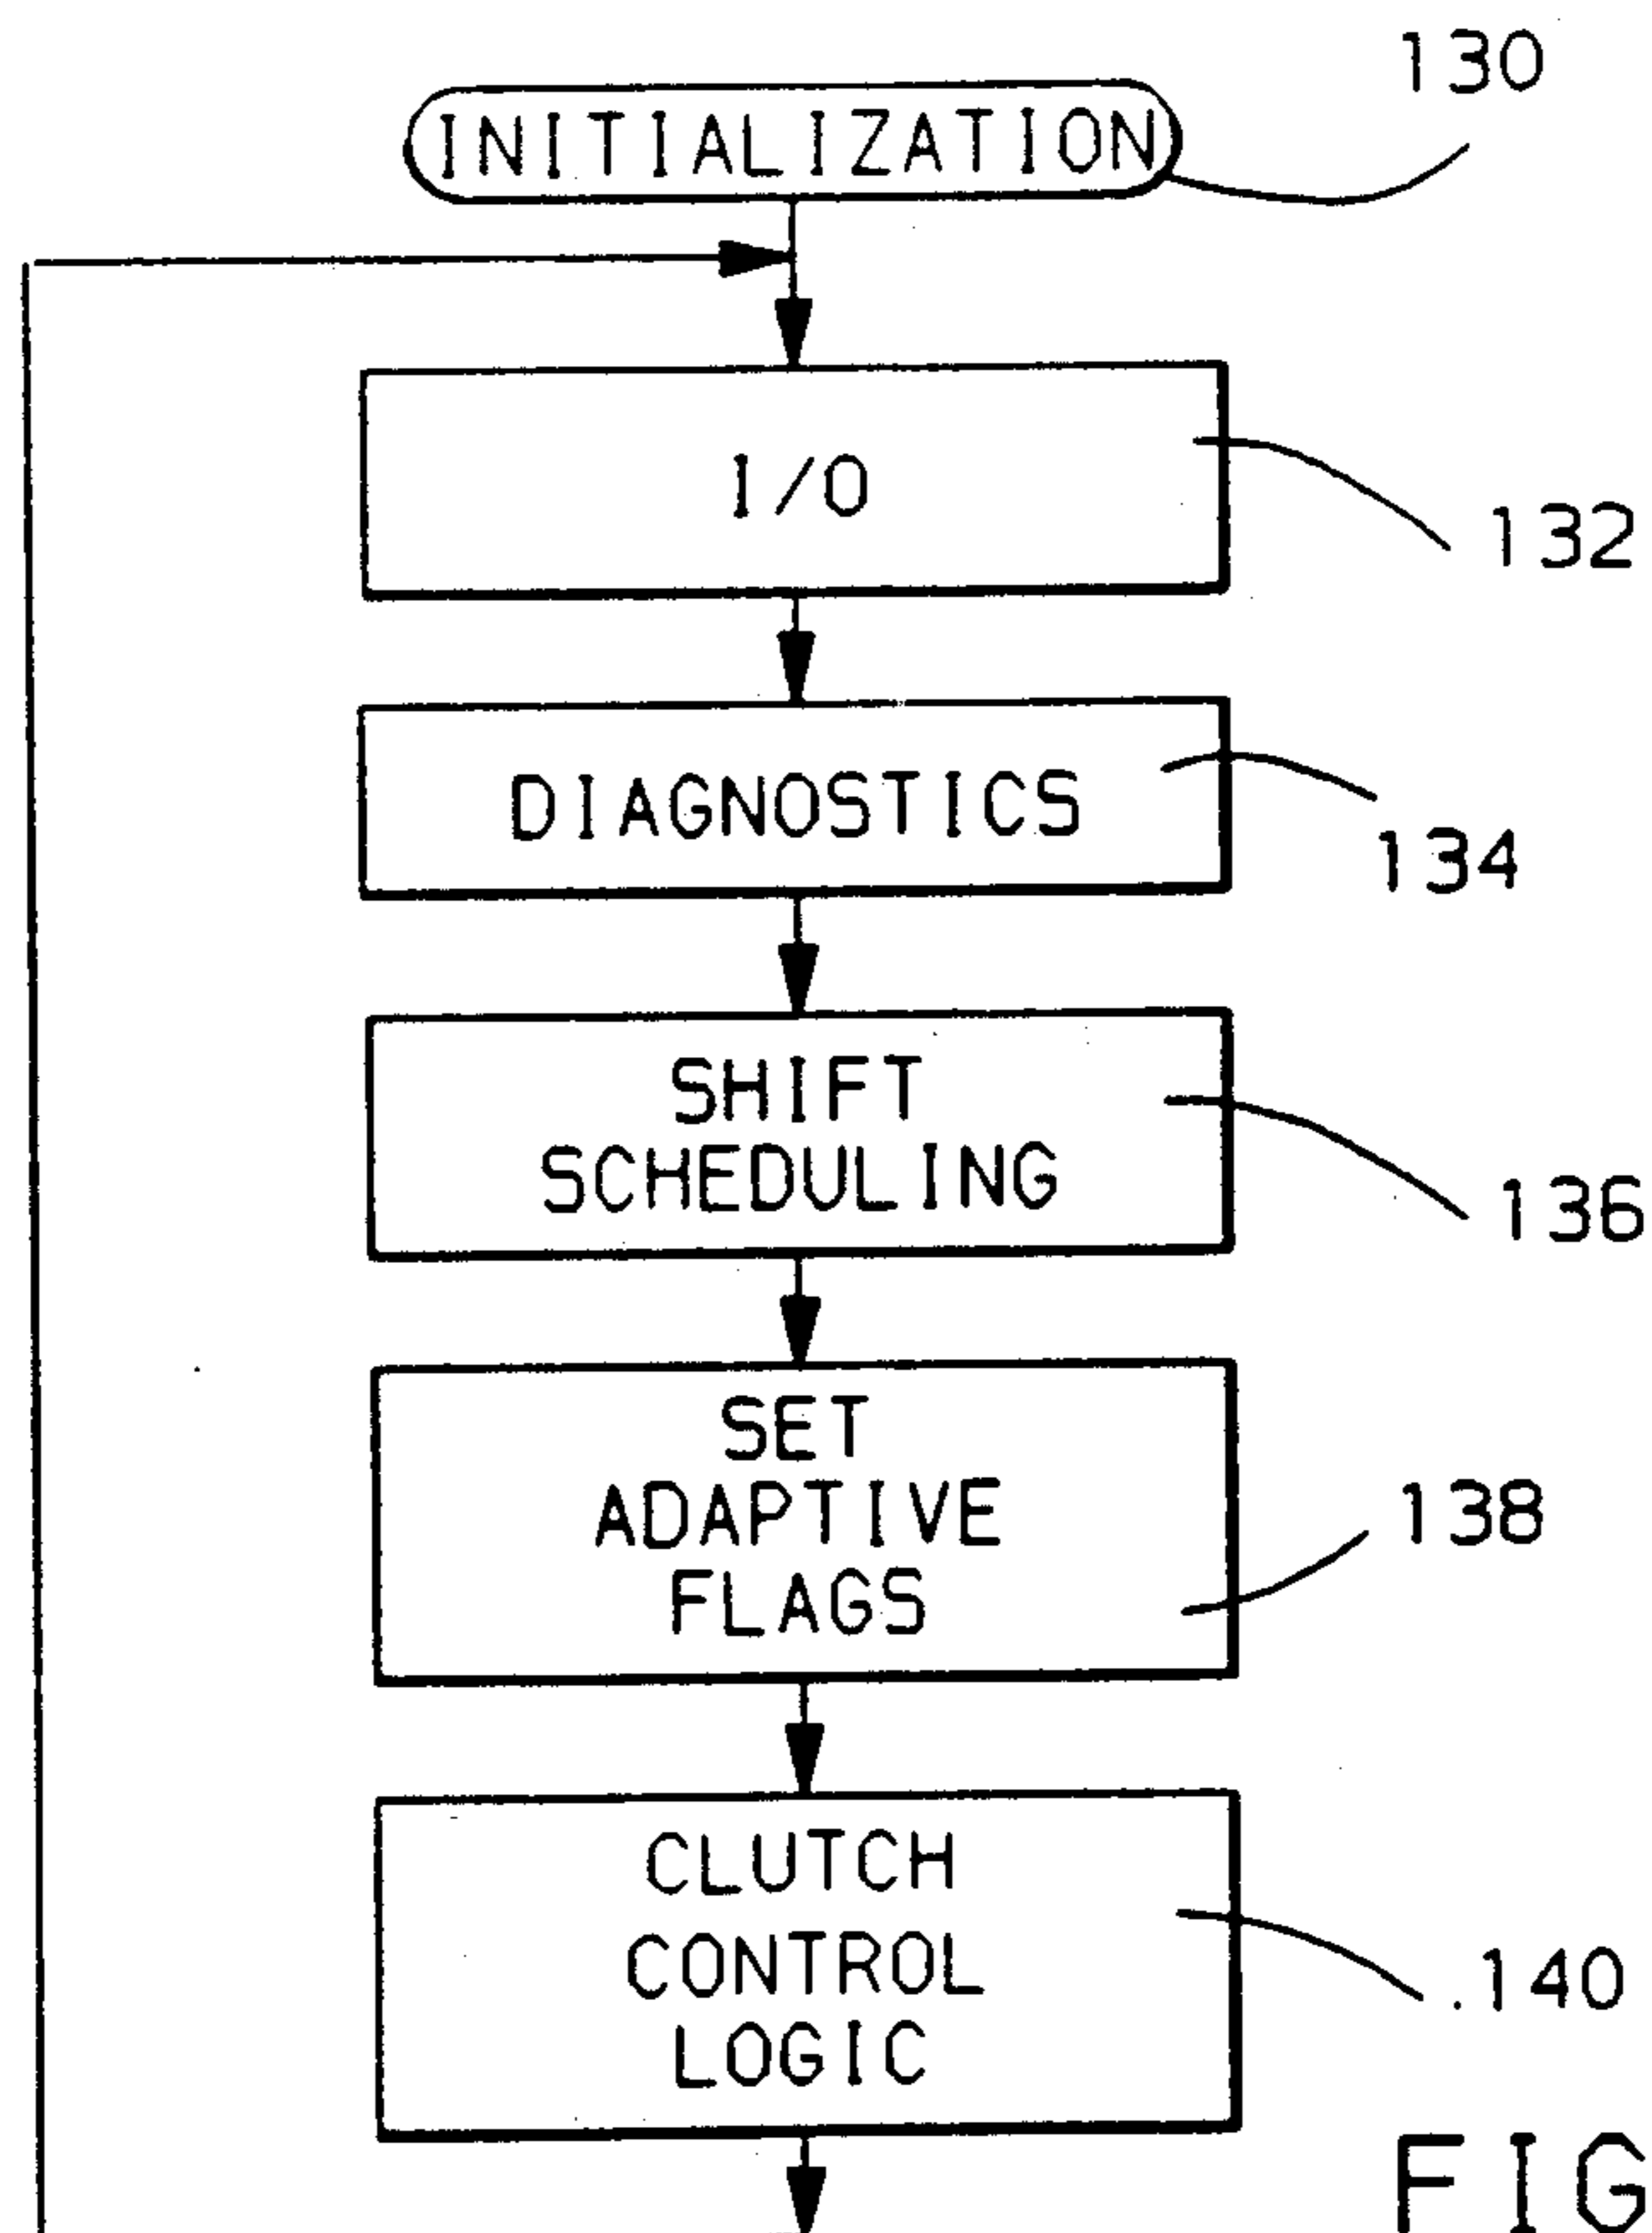 130
INITIALIZATION
I/O
132
DIAGNOSTICS
134
SHIFT
SCHEDULING
136
SET
ADAPTIVE
FLAGS
138
CLUTCH
CONTROL
LOGIC
140
FIG